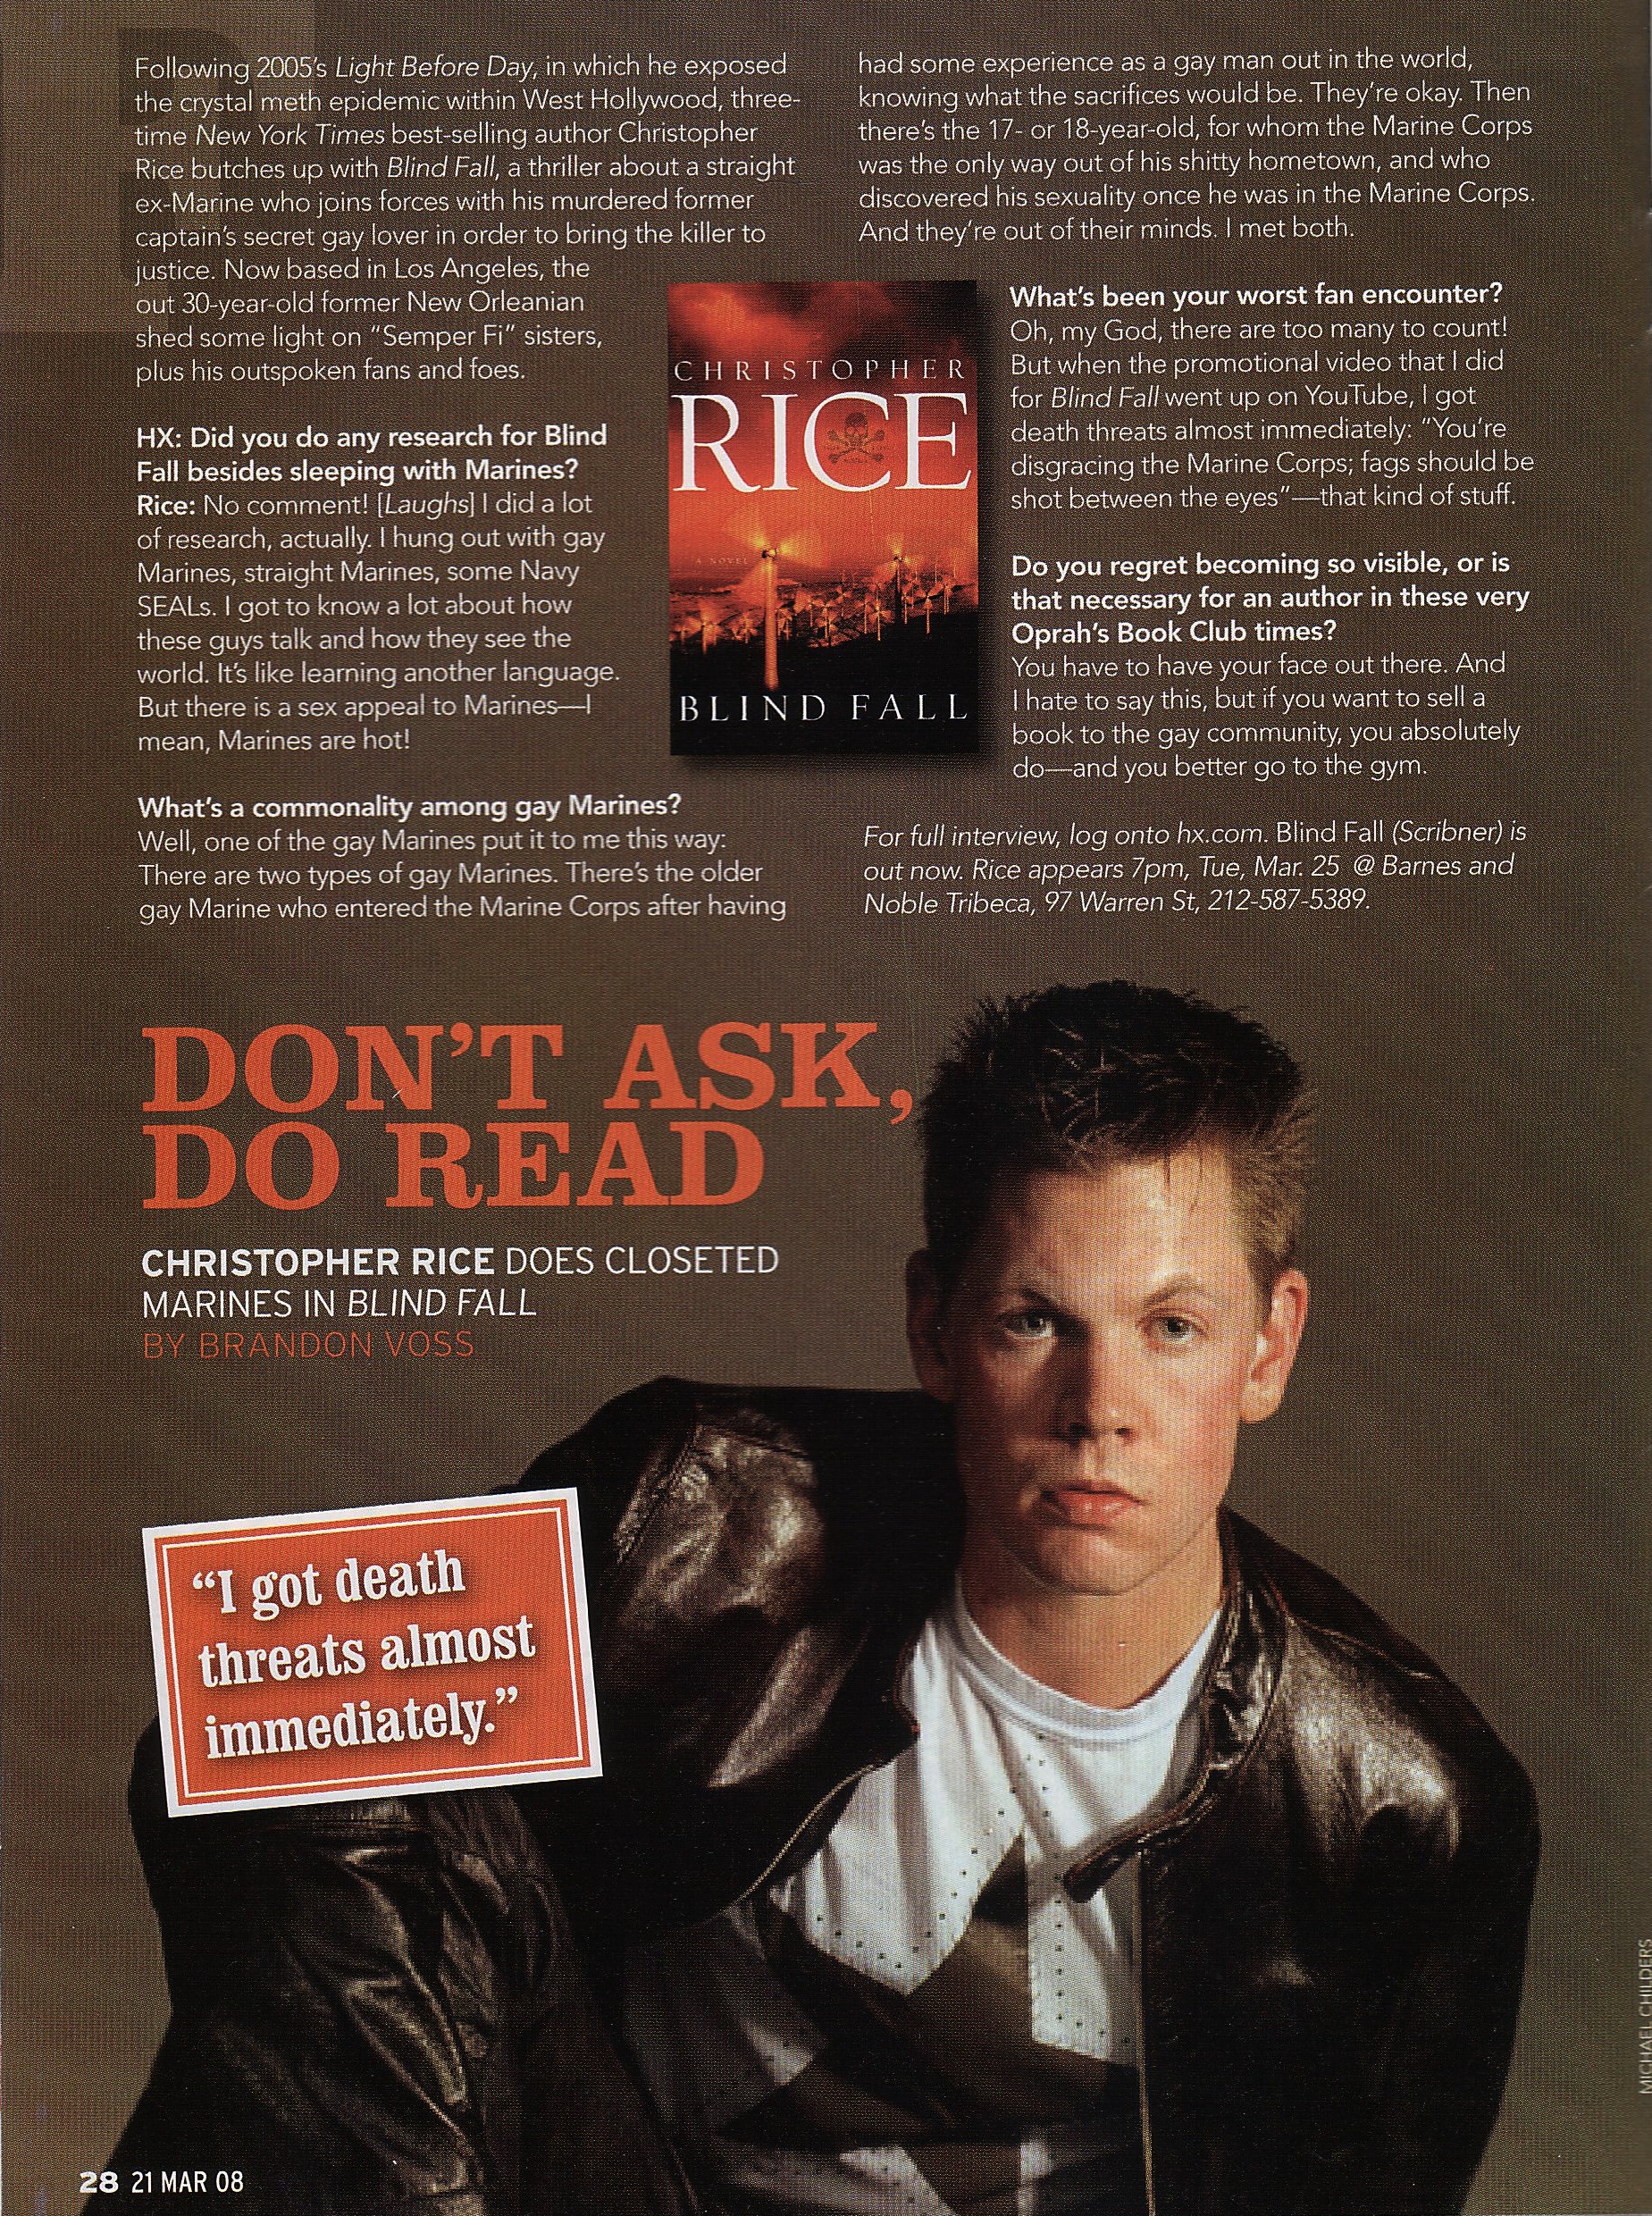 Following 2005's Light Before Day, in which he exposed
the crystal meth epidemic within West Hollywood, three-
time New York Times best-selling author Christopher
Rice butches up with Blind Fall, a thriller about a straight
ex-Marine who joins forces with his murdered former
captain's secret gay lover in order to bring the killer to
justice. Now based in Los Angeles, the
out 30-year-old former New Orleanian
shed some light on "Semper Fi" sisters,
plus his outspoken fans and foes.
HX: Did you do any research for Blind
Fall besides sleeping with Marines?
Rice: No comment! [Laughs] I did a lot
of research, actually. I hung out with gay
Marines, straight Marines, some Navy
SEALs. I got to know a lot about how
these guys talk and how they see the
world. It's like learning another language.
But there is a sex appeal to Marines—I
mean, Marines are hot!
What's a commonality among gay Marines?
Well, one of the gay Marines put it to me this way:
There are two types of gay Marines. There's the older
gay Marine who entered the Marine Corps after having
had some experience as a gay man out in the world,
knowing what the sacrifices would be. They're okay. Then
there's the 17- or 18-year-old, for whom the Marine Corps
was the only way out of his shitty hometown, and who
discovered his sexuality once he was in the Marine Corps.
And they're out of their minds. I met both.
CHRISTOPHER
RICE
A NOVEL
BLIND FALL
What's been your worst fan encounter?
Oh, my God, there are too many to count!
But when the promotional video that I did
for Blind Fall went up on YouTube, I got
death threats almost immediately: "You're
disgracing the Marine Corps; fags should be
shot between the eyes"—that kind of stuff.
Do you regret becoming so visible, or is
that necessary for an author in these very
Oprah's Book Club times?
You have to have your face out there. And
I hate to say this, but if you want to sell a
book to the gay community, you absolutely
do—and you better go to the gym.
For full interview, log onto hx.com. Blind Fall (Scribner) is
out now. Rice appears 7pm, Tue, Mar. 25 @ Barnes and
Noble Tribeca, 97 Warren St, 212-587-5389.
DON'T ASK,
DO READ
CHRISTOPHER RICE DOES CLOSETED
MARINES IN BLIND FALL
BY BRANDON VOSS
"I got death
threats almost
immediately."
MICHAEL CHILDERS
28 21 MAR 08